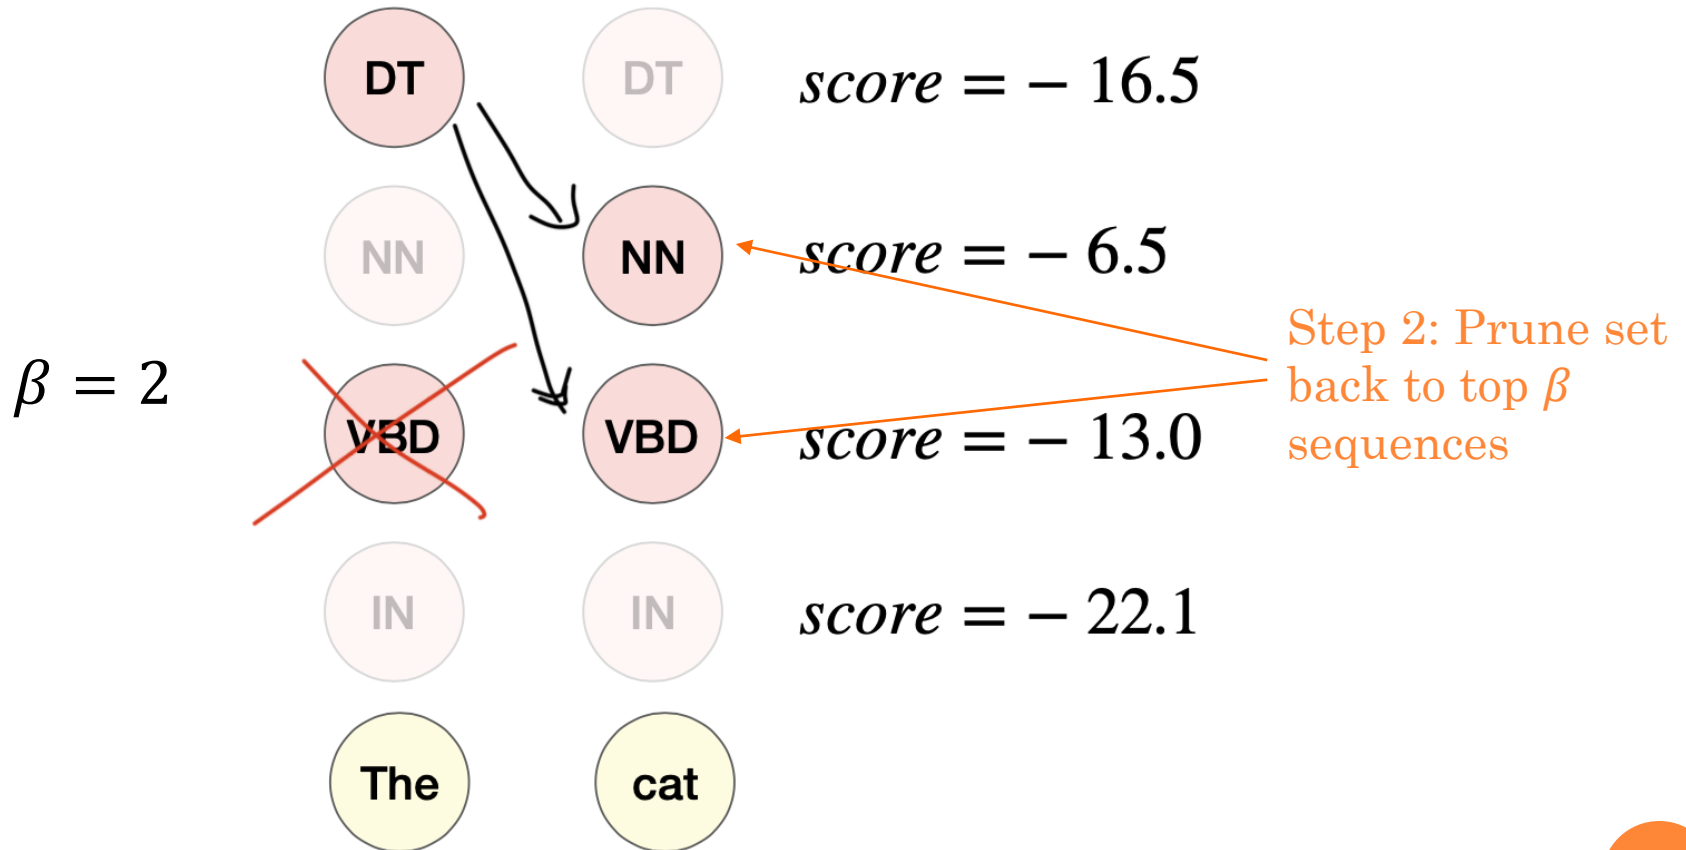 DT DT score = – 16.5
NN NN score = – 6.5
Step 2: Prune set
back to top β
sequences
β = 2
VBD VBD score = – 13.0
IN IN score = – 22.1
The cat